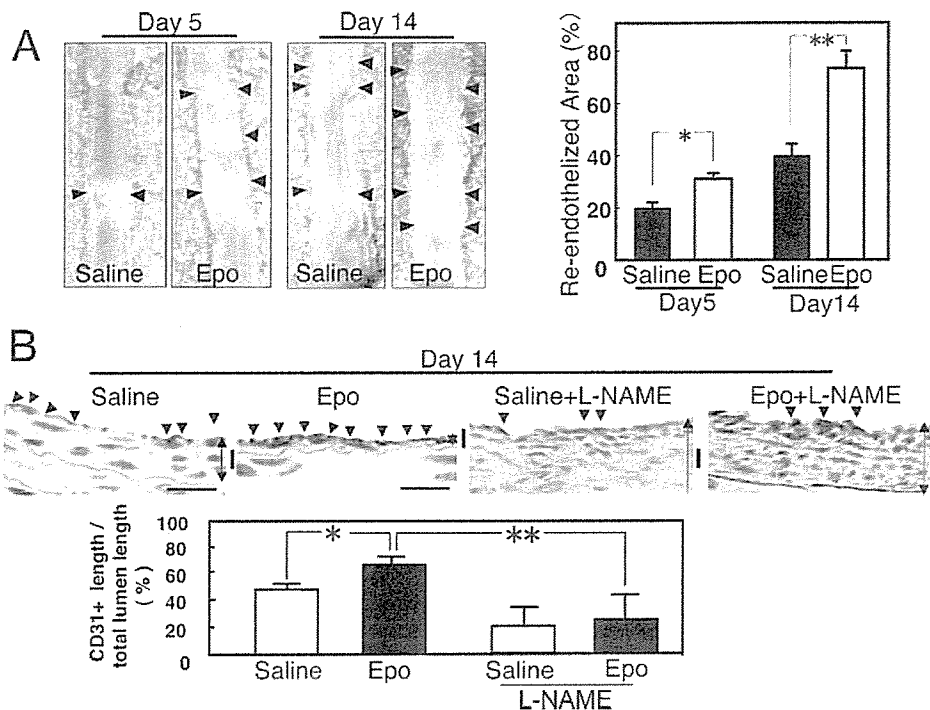 A
Day 5
Day 14
Saline
Epo
Saline
Epo
Re-endothelized Area (%)
80
60
40
20
0
*
**
Saline Epo
Day5
SalineEpo
Day14
B
Day 14
Saline
Epo
Saline+L-NAME
Epo+L-NAME
I
*
I
I
CD31+ length /
total lumen length
(%)
100
80
60
40
20
0
*
**
Saline
Epo
Saline
Epo
L-NAME